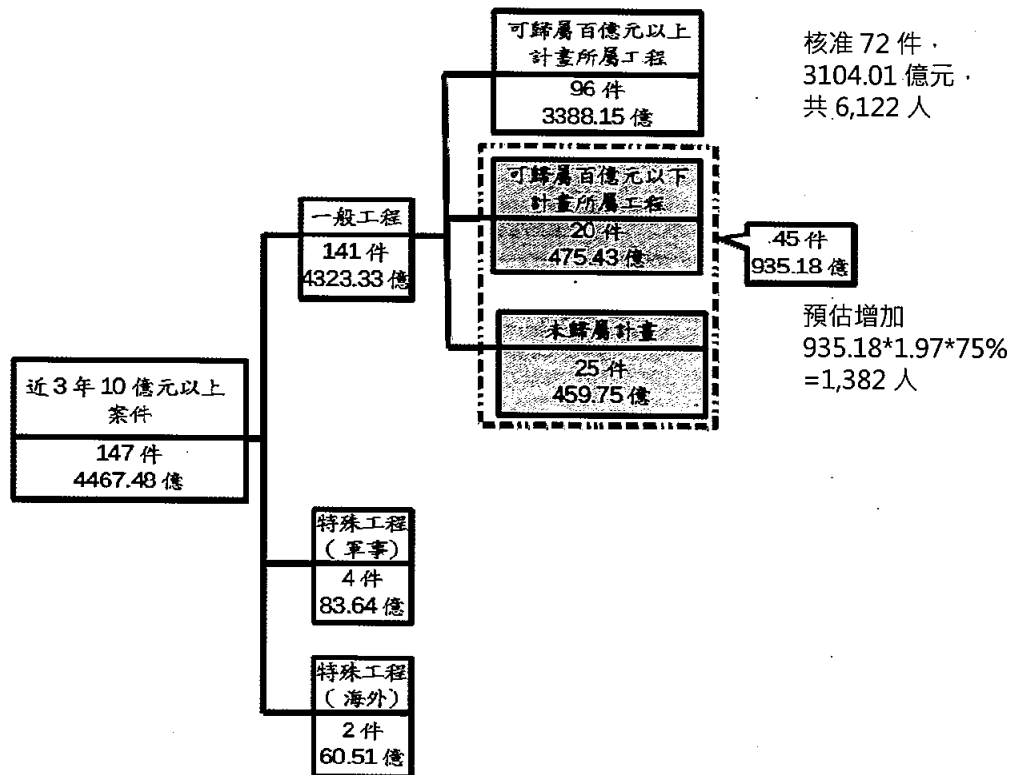 可歸屬百億元以上
計畫所屬工程
96 件
3388.15 億
核准 72 件，
3104.01 億元，
共 6,122 人
可歸屬百億元以下
計畫所屬工程
20 件
475.43 億
一般工程
141 件
4323.33 億
45 件
935.18 億
未歸屬計畫
25 件
459.75 億
預估增加
935.18*1.97*75%
=1,382 人
近 3 年 10 億元以上
案件
147 件
4467.48 億
特殊工程
（軍事）
4 件
83.64 億
特殊工程
（海外）
2 件
60.51 億